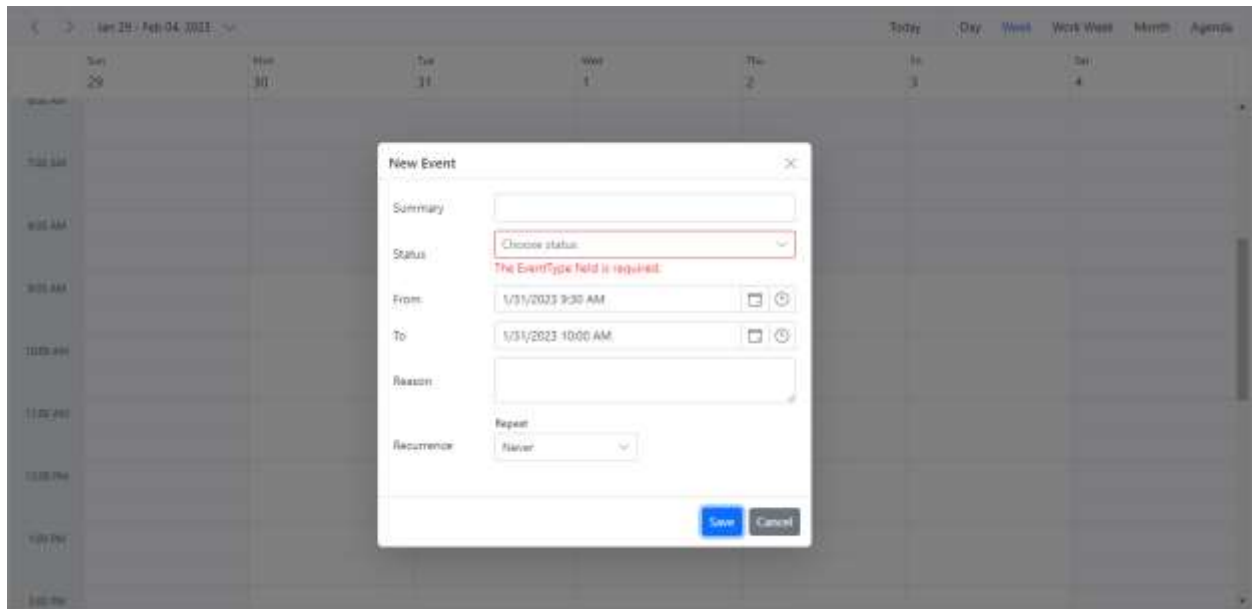 Jan 29 - Feb 04, 2023
Today Day Week Work Week Month Agenda
Sun Mon Tue Wed Thu Fri Sat
29 30 31 1 2 3 4
7:00 AM
8:00 AM
9:00 AM
10:00 AM
11:00 AM
12:00 PM
1:00 PM
2:00 PM
New Event
Summary
Status Choose status
The EventType field is required.
From 1/31/2023 9:30 AM
To 1/31/2023 10:00 AM
Reason
Repeat
Recurrence Never
Save Cancel